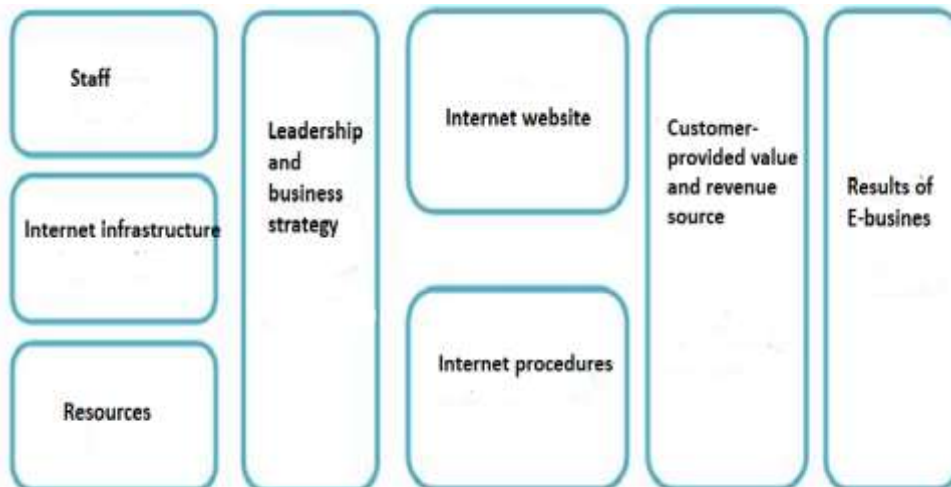 Staff
Internet infrastructure
Resources
Leadership
and
business
strategy
Internet website
Internet procedures
Customer-
provided value
and revenue
source
Results of
E-busines